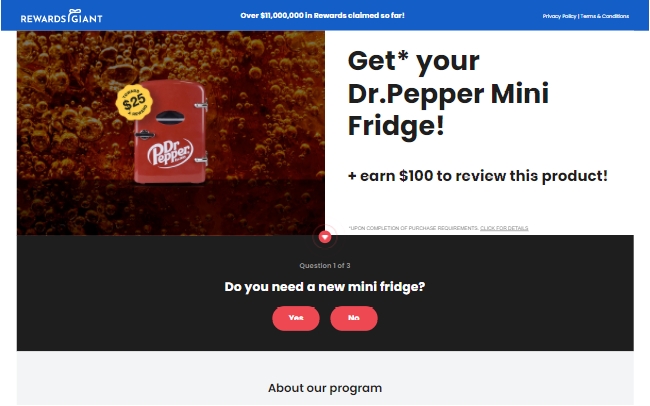 REWARDS GIANT
Over $11,000,000 in Rewards claimed so far!
Privacy Policy | Terms & Conditions
TOWARD
$25
A REWARD
Dr
Pepper
Get* your
Dr.Pepper Mini
Fridge!
+ earn $100 to review this product!
*UPON COMPLETION OF PURCHASE REQUIREMENTS. CLICK FOR DETAILS
Question 1 of 3
Do you need a new mini fridge?
Yes
No
About our program